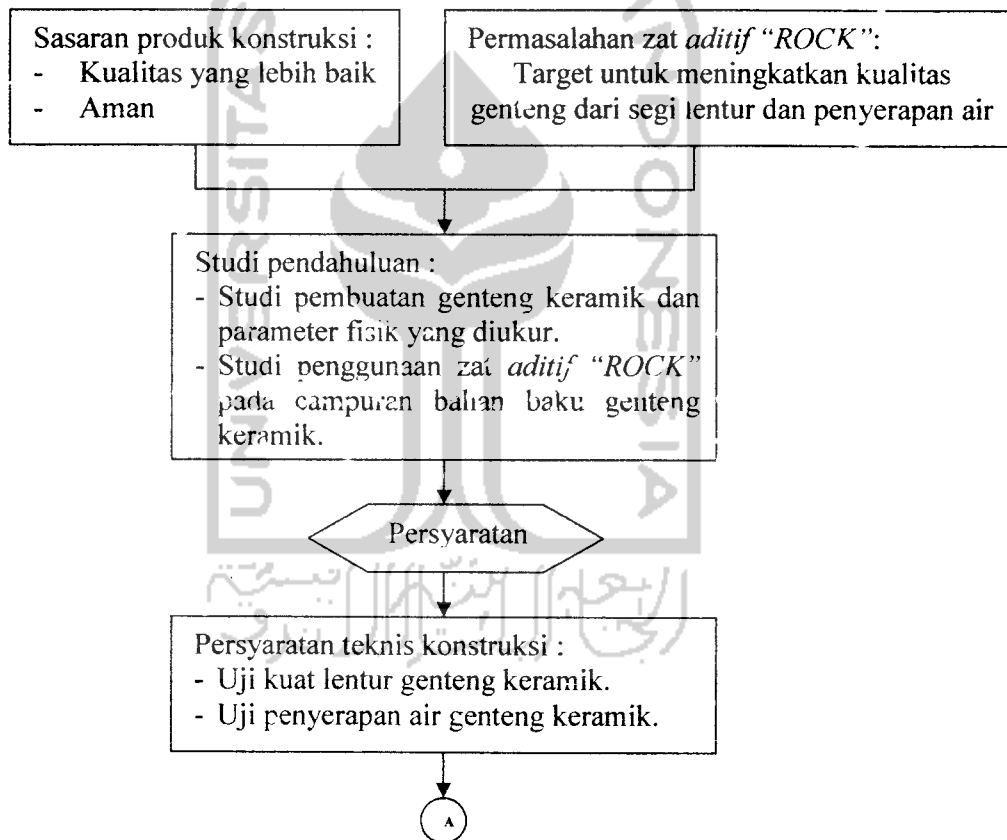 Sasaran produk konstruksi :
- Kualitas yang lebih baik
- Aman
Permasalahan zat aditif “ROCK”:
Target untuk meningkatkan kualitas
genteng dari segi lentur dan penyerapan air
Studi pendahuluan :
- Studi pembuatan genteng keramik dan
parameter fisik yang diukur.
- Studi penggunaan zat aditif “ROCK”
pada campuran bahan baku genteng
keramik.
Persyaratan
Persyaratan teknis konstruksi :
- Uji kuat lentur genteng keramik.
- Uji penyerapan air genteng keramik.
A
UNIVERSITAS
INDONESIA